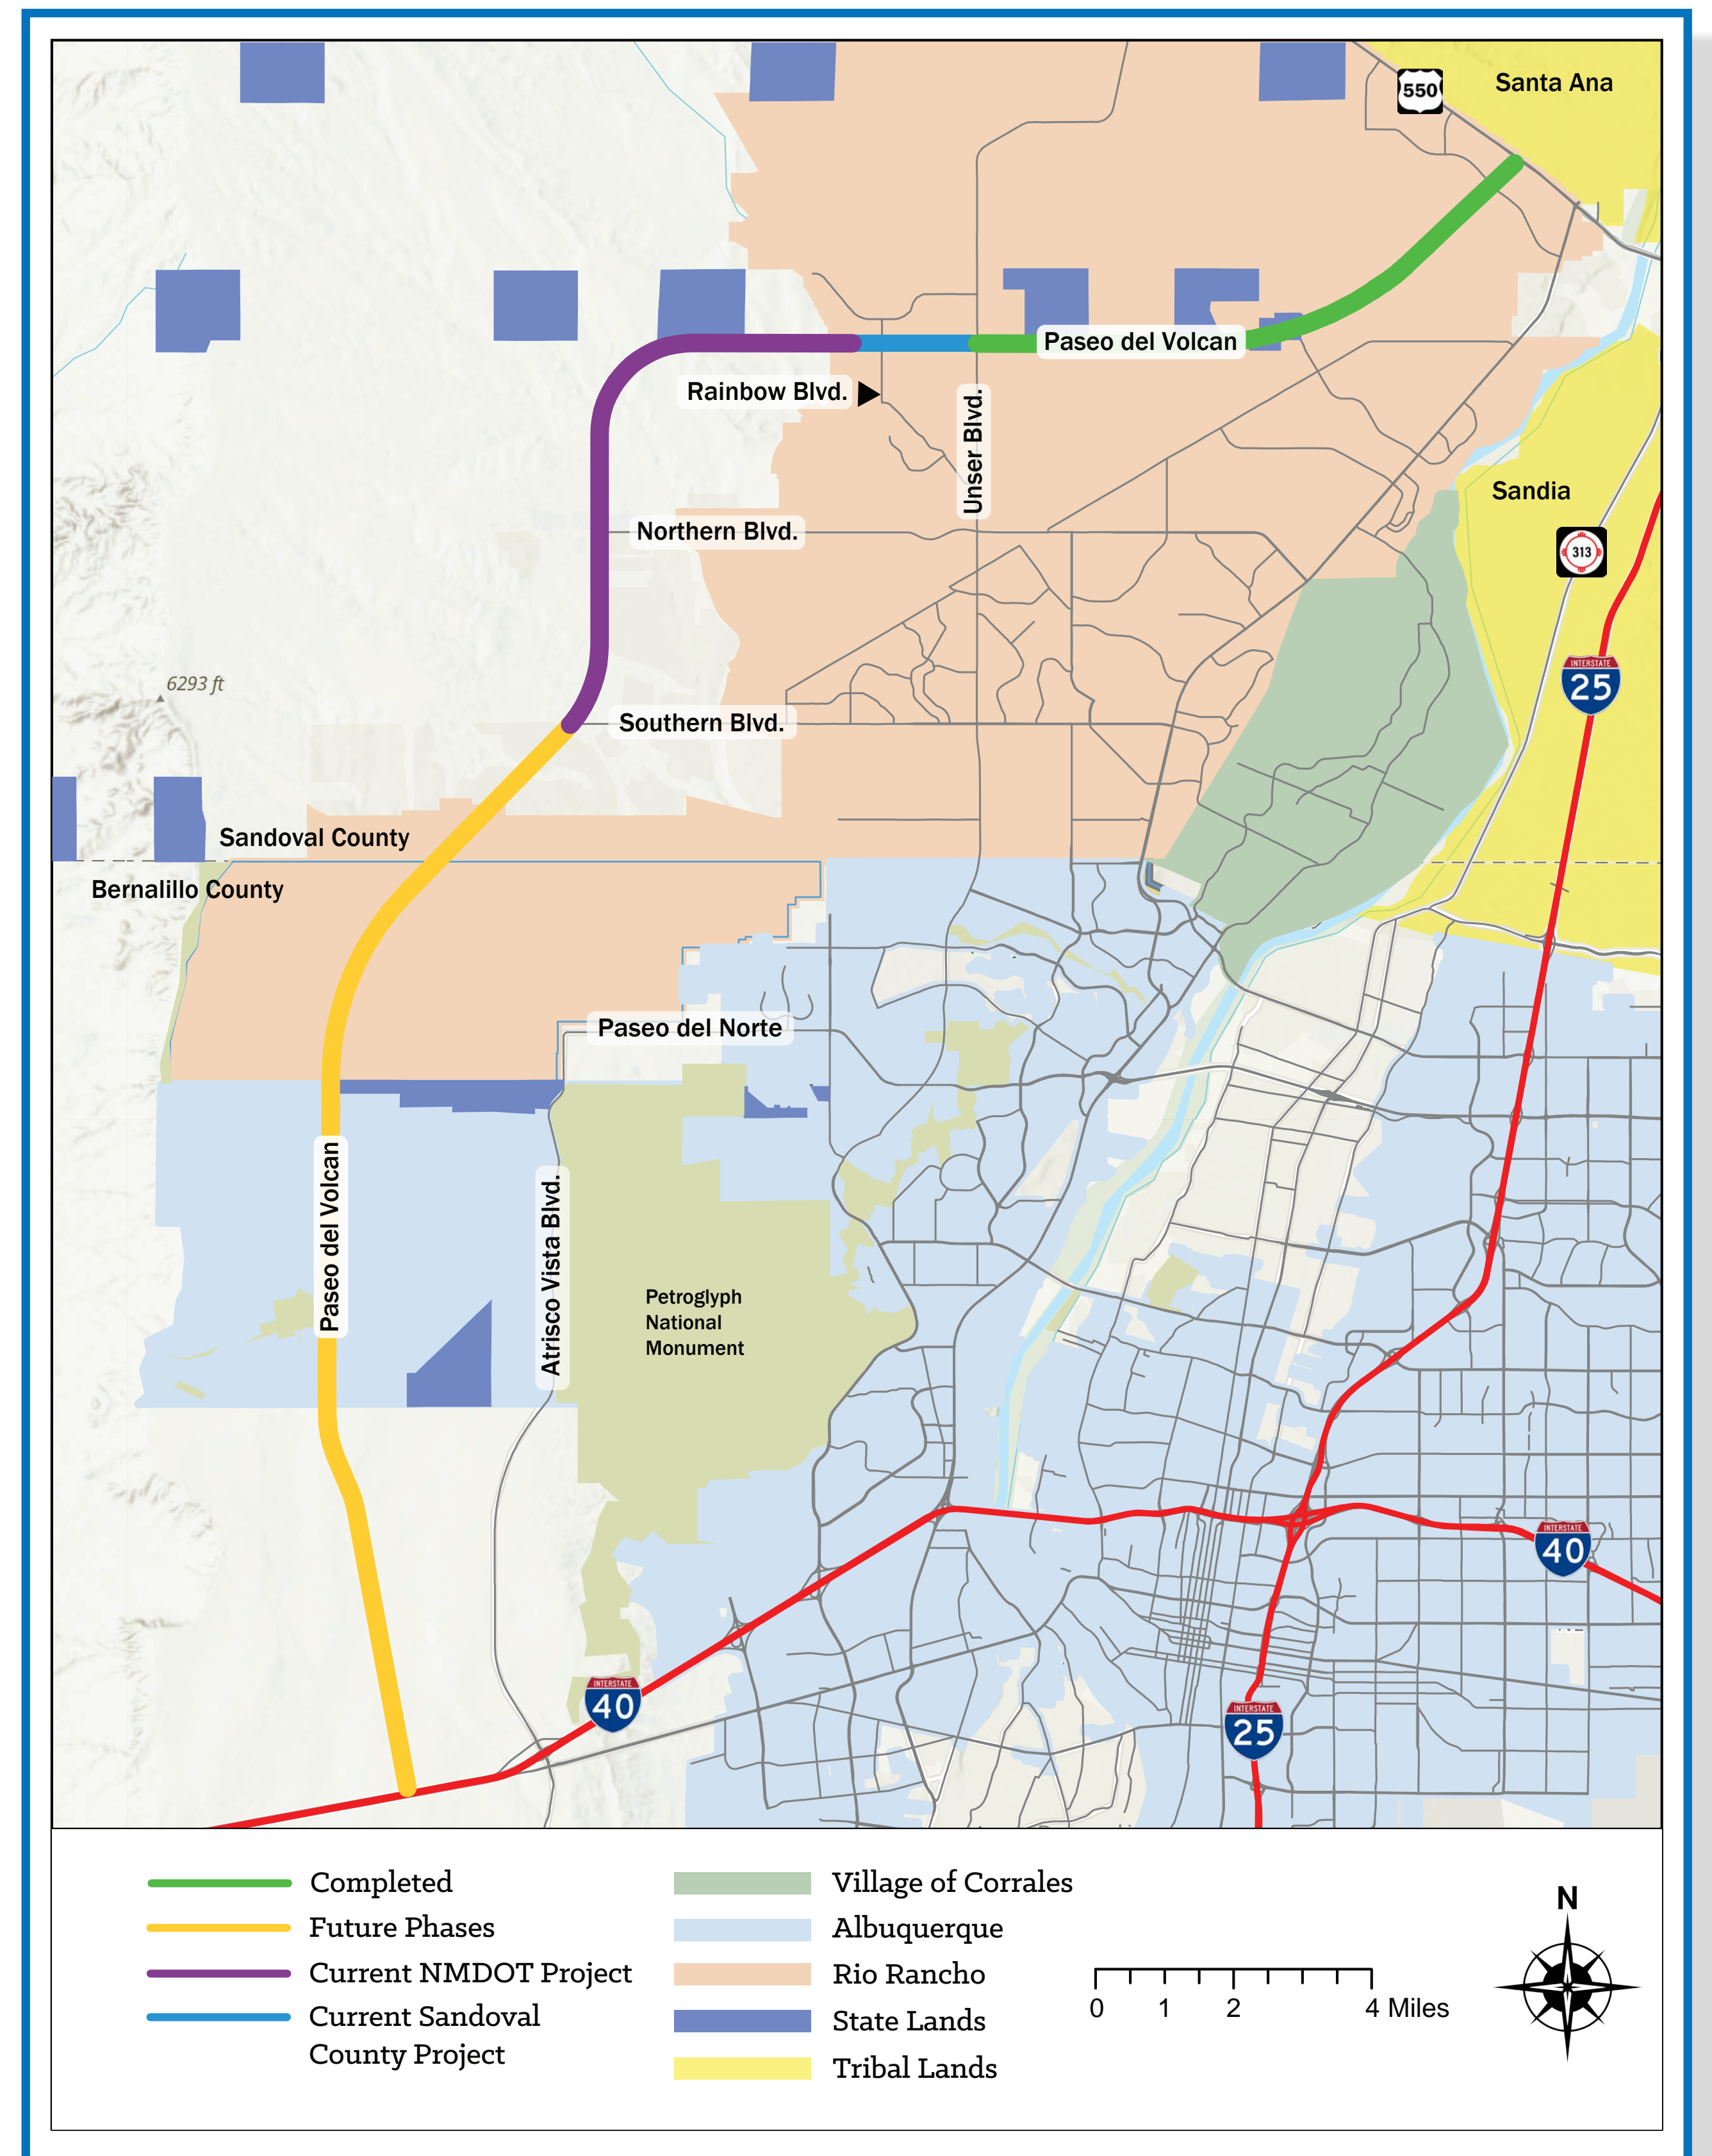 Santa Ana
550
Paseo del Volcan
Rainbow Blvd.
Unser Blvd.
Sandia
Northern Blvd.
313
INTERSTATE
25
6293 ft
Southern Blvd.
Sandoval County
Bernalillo County
Paseo del Norte
Paseo del Volcan
Atrisco Vista Blvd.
Petroglyph
National
Monument
INTERSTATE
40
INTERSTATE
40
INTERSTATE
25
Completed
Future Phases
Current NMDOT Project
Current Sandoval
County Project
Village of Corrales
Albuquerque
Rio Rancho
State Lands
Tribal Lands
0 1 2 4 Miles
N